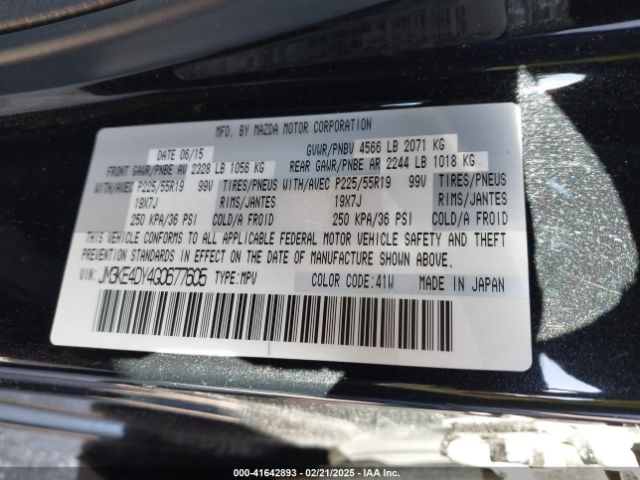 MFD. BY MAZDA MOTOR CORPORATION
DATE 06/15 GVWR/PNBV 4566 LB 2071 KG
FRONT GAWR/PNBE AV 2328 LB 1056 KG REAR GAWR/PNBE AR 2244 LB 1018 KG
WITH/AVEC P225/55R19 99V TIRES/PNEUS WITH/AVEC P225/55R19 99V TIRES/PNEUS
19X7J RIMS/JANTES 19X7J RIMS/JANTES
250 KPA/36 PSI COLD/A FROID 250 KPA/36 PSI COLD/A FROID
THIS VEHICLE CONFORMS TO ALL APPLICABLE FEDERAL MOTOR VEHICLE SAFETY AND THEFT
PREVENTION STANDARDS IN EFFECT ON THE DATE OF MANUFACTURE SHOWN ABOVE.
VIN: JM3KE4DY4G0677605 TYPE:MPV COLOR CODE:41W MADE IN JAPAN
000-41642893 - 02/21/2025 - IAA Inc.